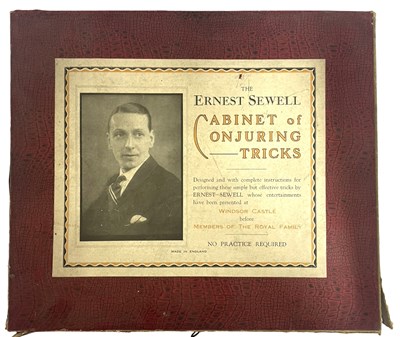 THE
ERNEST SEWELL
CABINET of
CONJURING
TRICKS
Designed and with complete instructions for
performing these simple but effective tricks by
ERNEST SEWELL whose entertainments
have been presented at
WINDSOR CASTLE
before
MEMBERS OF THE ROYAL FAMILY
NO PRACTICE REQUIRED
MADE IN ENGLAND